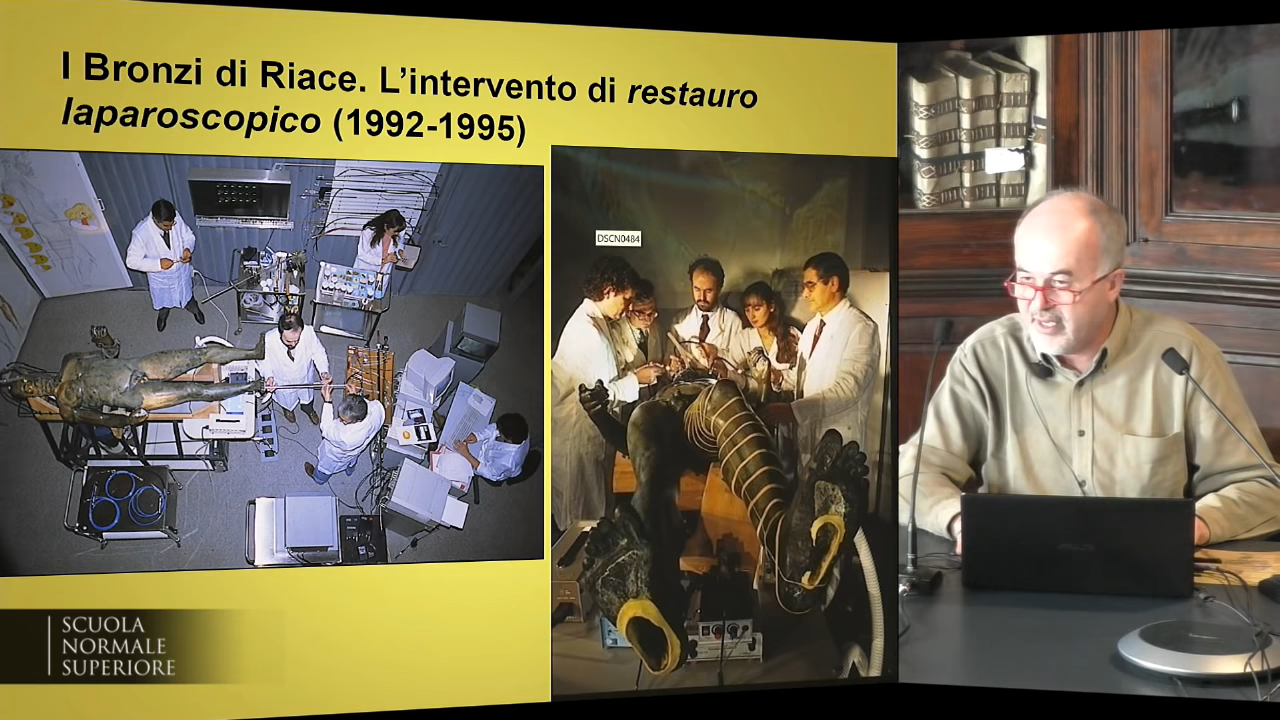 I Bronzi di Riace. L'intervento di restauro
laparoscopico (1992-1995)
DSCN0484
SCUOLA
NORMALE
SUPERIORE